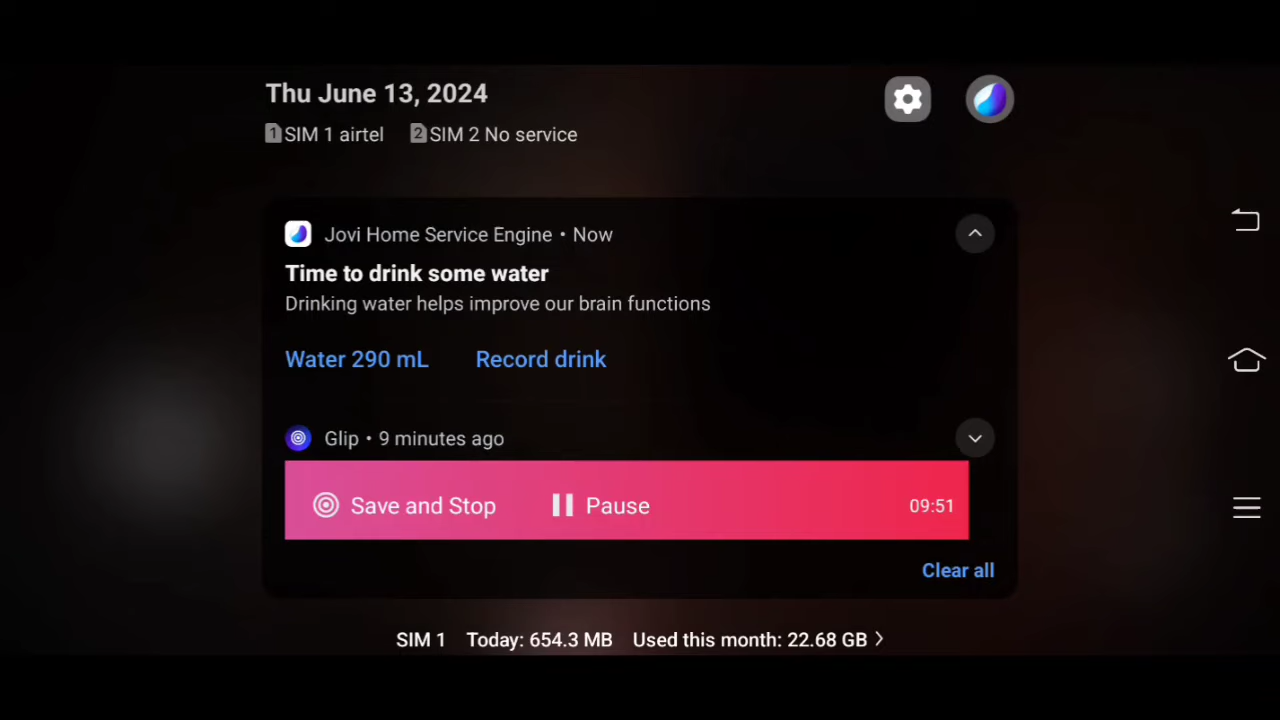 Thu June 13, 2024
1 SIM 1 airtel 2 SIM 2 No service
Jovi Home Service Engine • Now
Time to drink some water
Drinking water helps improve our brain functions
Water 290 mL Record drink
Glip • 9 minutes ago
Save and Stop Pause 09:51
Clear all
SIM 1 Today: 654.3 MB Used this month: 22.68 GB >